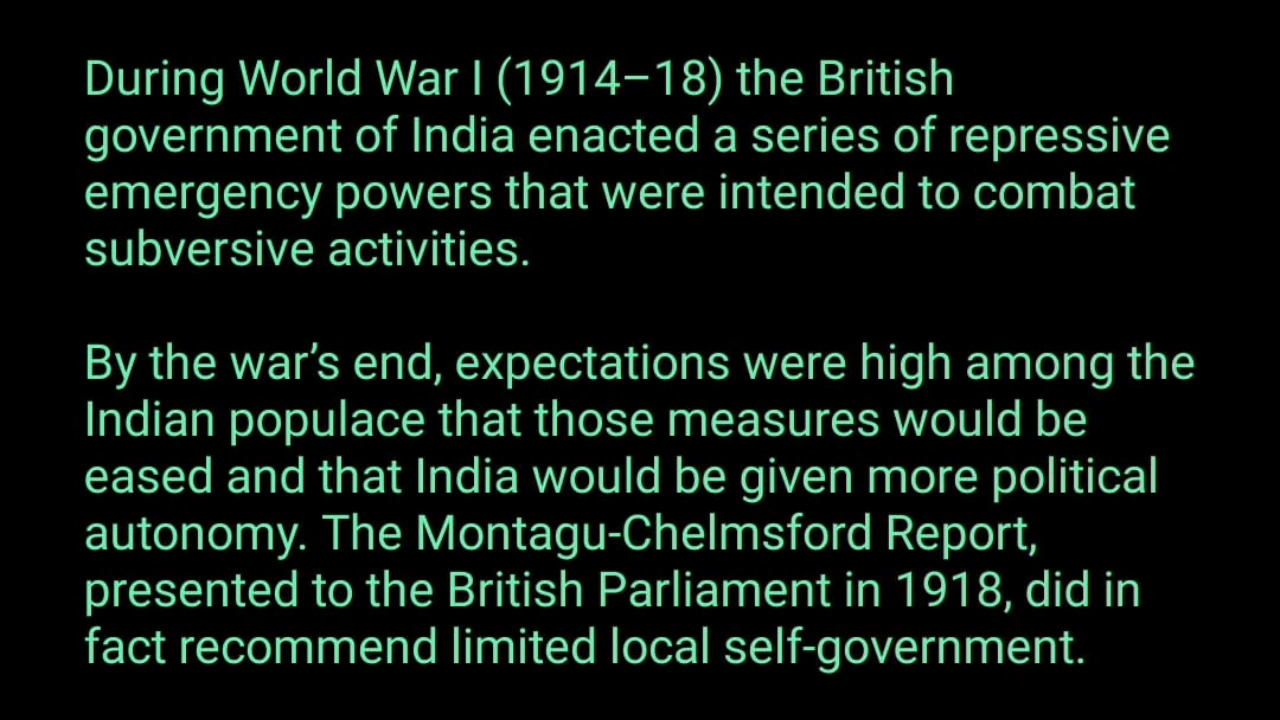 During World War I (1914–18) the British
government of India enacted a series of repressive
emergency powers that were intended to combat
subversive activities.
By the war’s end, expectations were high among the
Indian populace that those measures would be
eased and that India would be given more political
autonomy. The Montagu-Chelmsford Report,
presented to the British Parliament in 1918, did in
fact recommend limited local self-government.